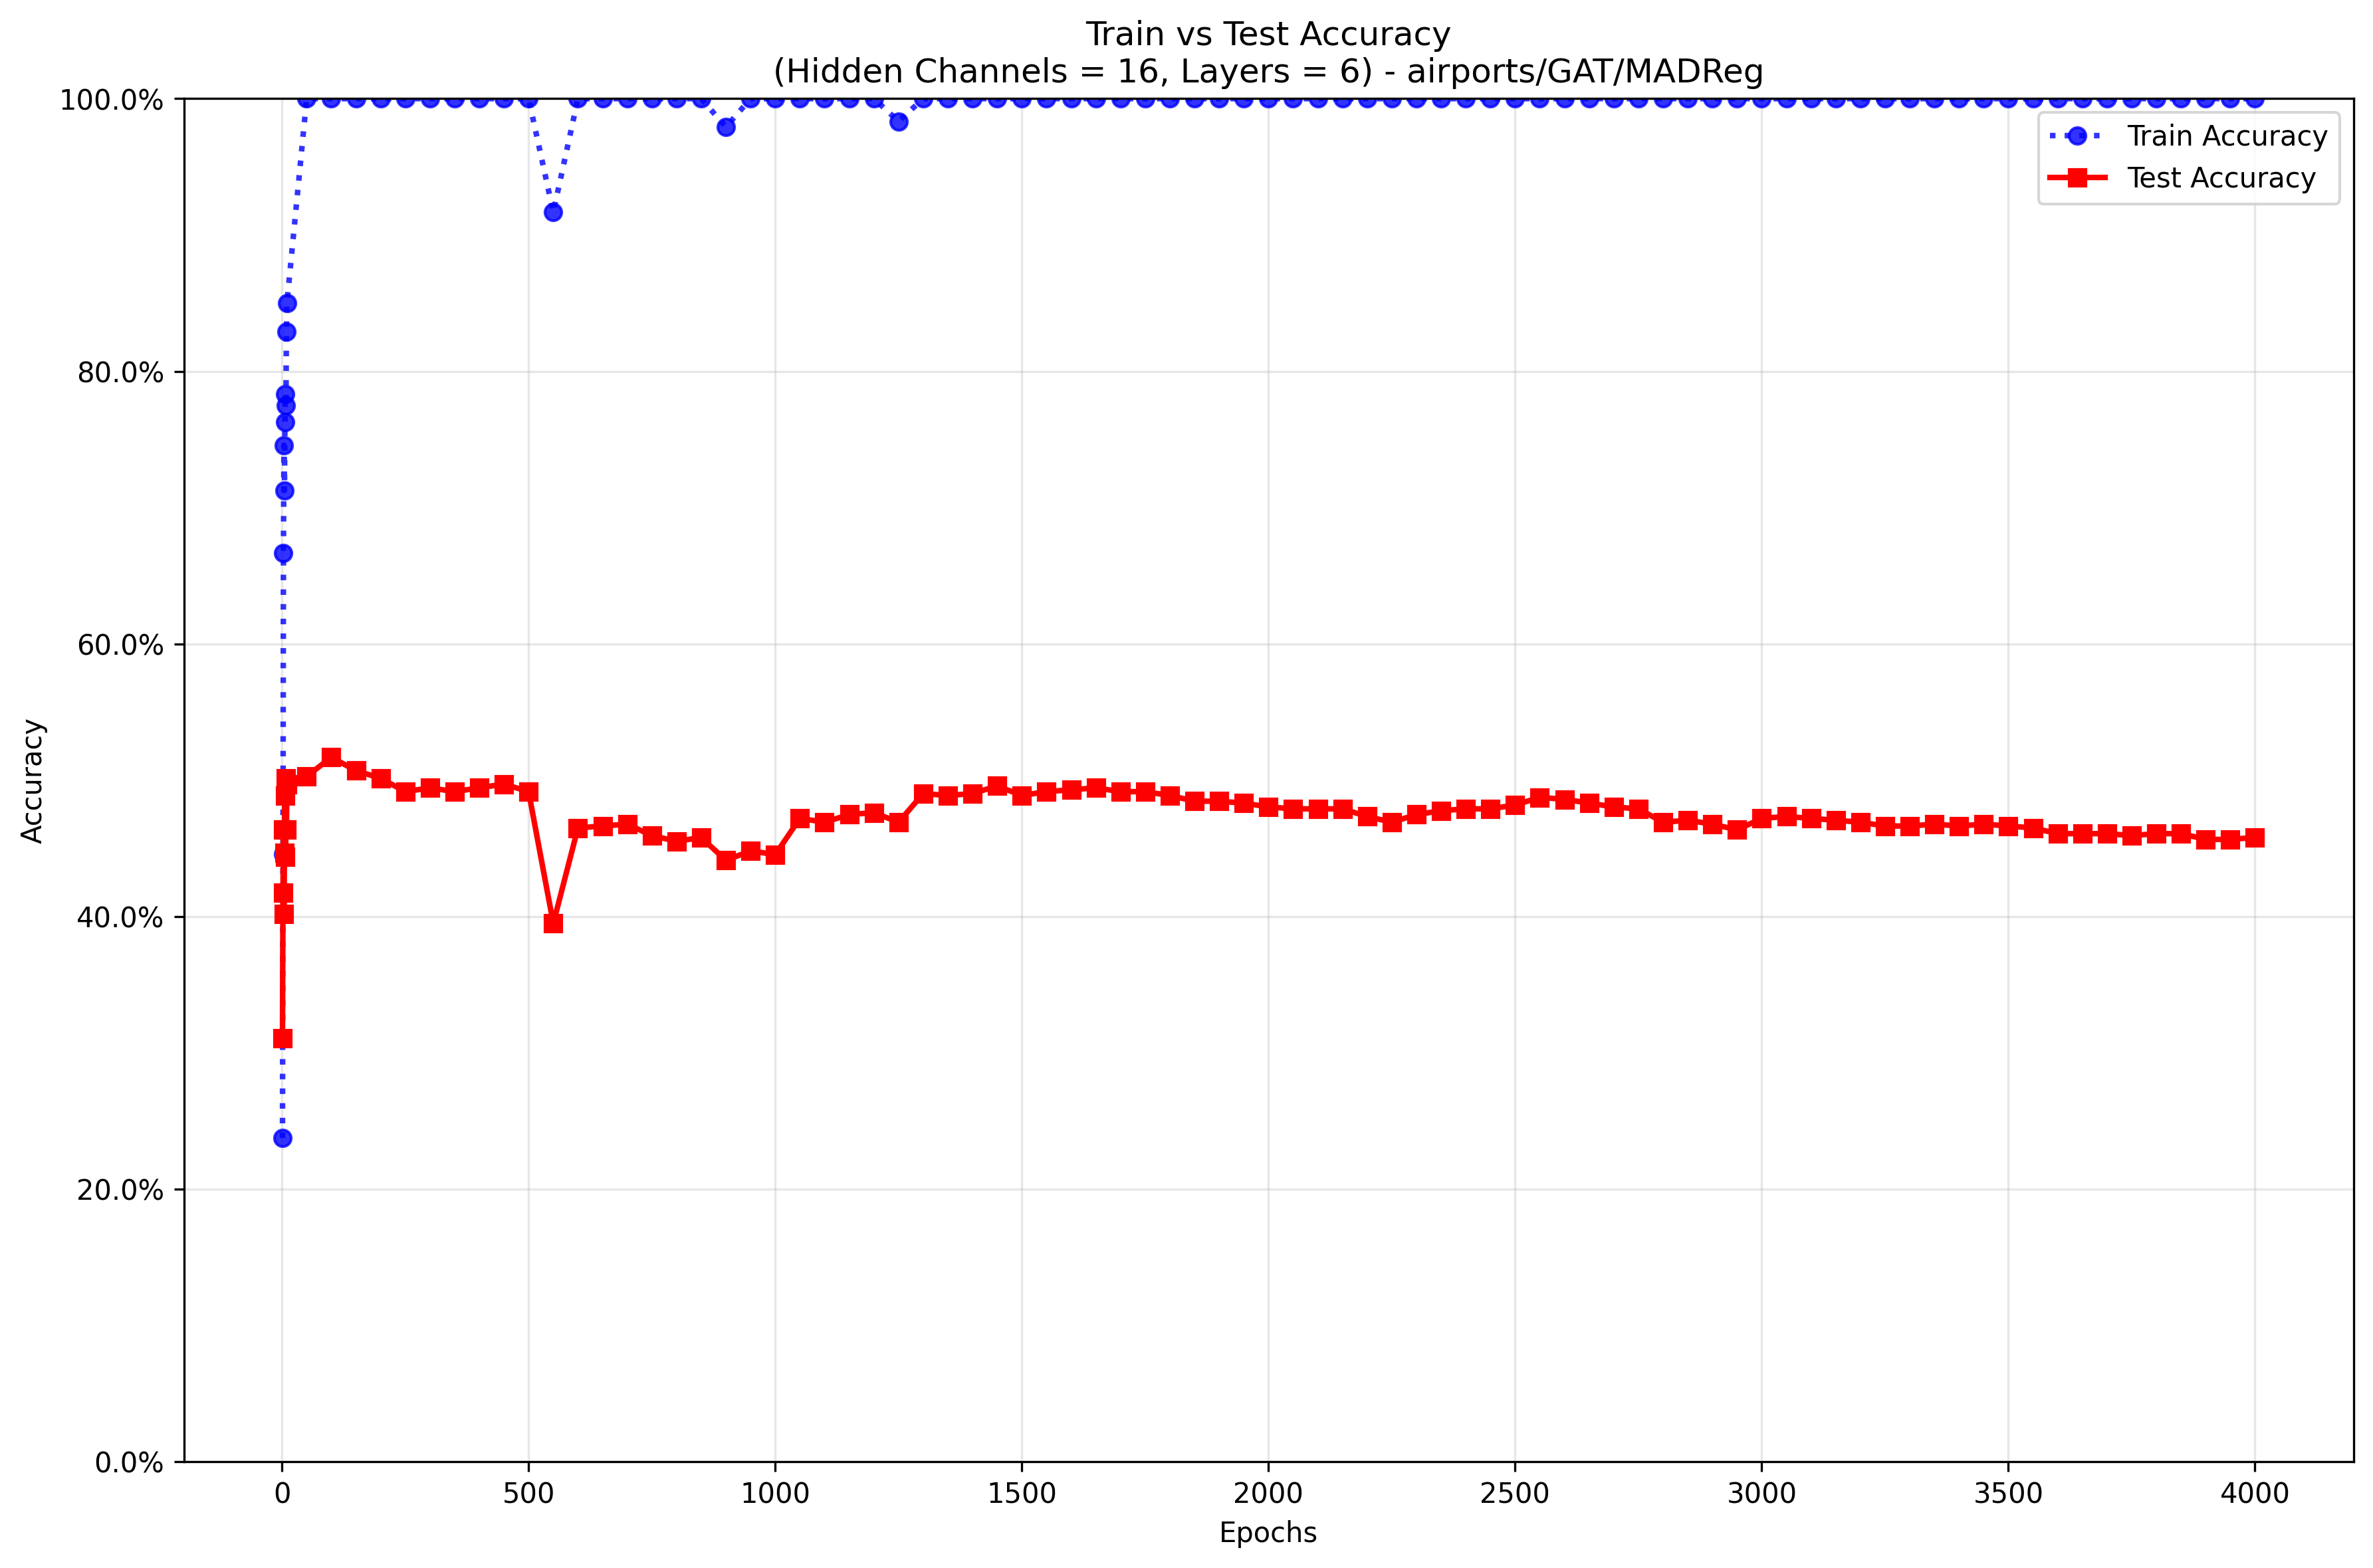 Train vs Test Accuracy
(Hidden Channels = 16, Layers = 6) - airports/GAT/MADReg
100.0%
80.0%
60.0%
40.0%
20.0%
0.0%
Accuracy
Train Accuracy
Test Accuracy
0
500
1000
1500
2000
2500
3000
3500
4000
Epochs